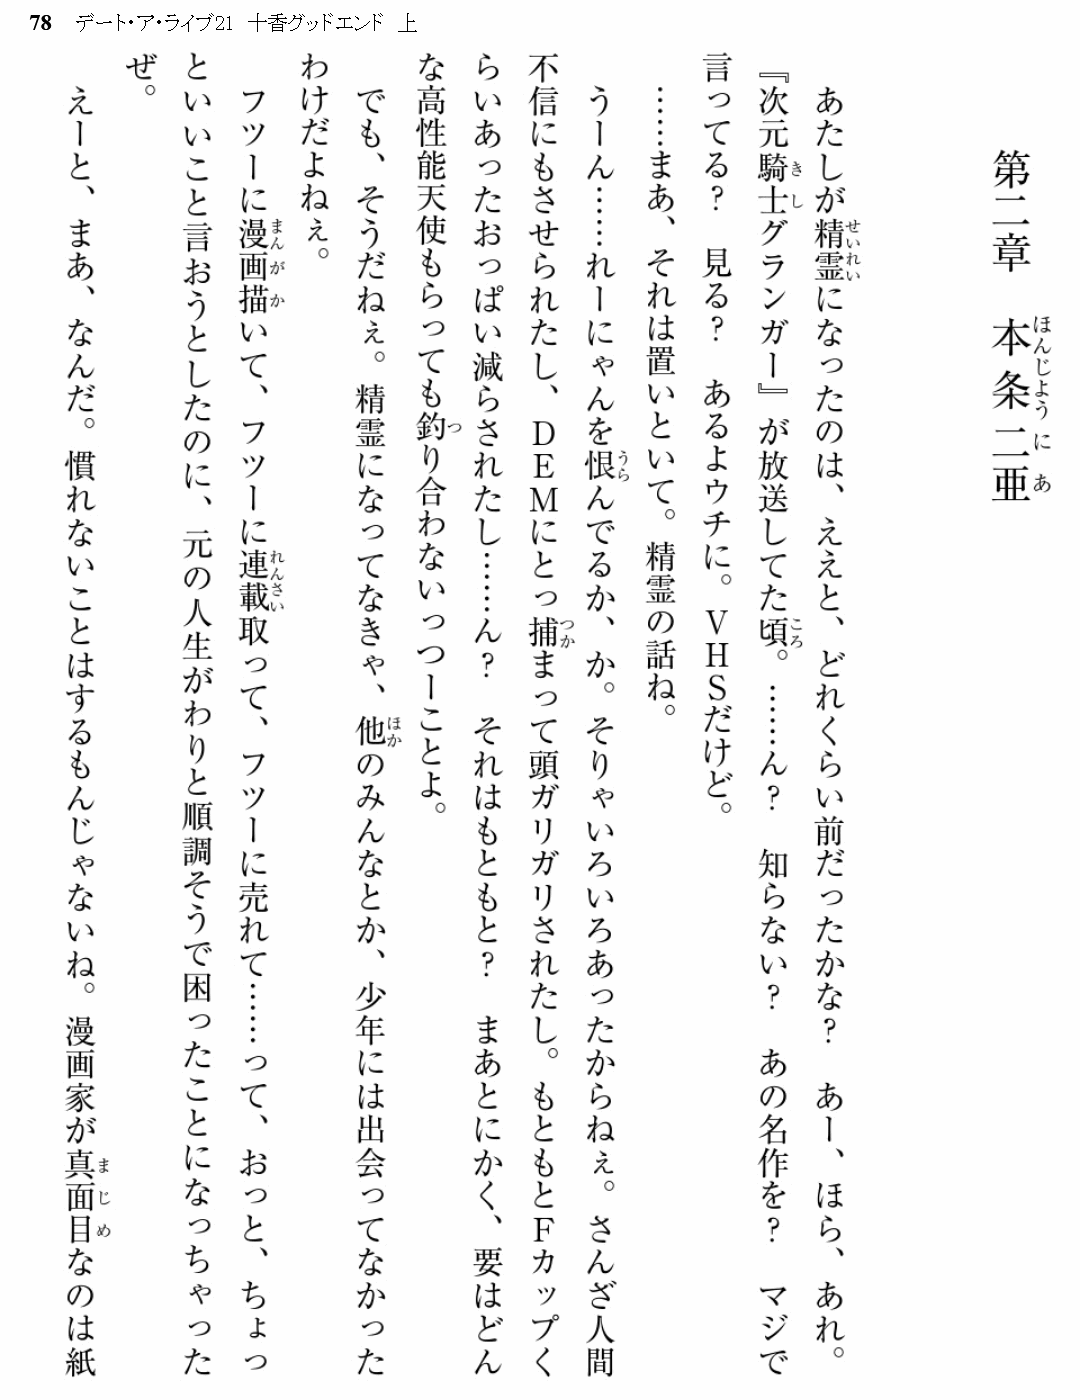 78 デート・ア・ライブ21 十香グッドエンド 上
第二章 本条二亜
あたしが精霊になったのは、ええと、どれくらい前だったかな? あー、ほら、あれ。
『次元騎士グランガー』が放送してた頃。……ん? 知らない? あの名作を? マジで
言ってる? 見る? あるよウチに。VHSだけど。
……まあ、それは置いといて。精霊の話ね。
うーん……れーにゃんを恨んでるか、か。そりゃいろいろあったからねぇ。さんざ人間
不信にもさせられたし、DEMにとっ捕まって頭ガリガリされたし。もともとFカップく
らいあったおっぱい減らされたし……ん? それはもともと? まあとにかく、要はどん
な高性能天使もらっても釣り合わないっつーことよ。
でも、そうだねぇ。精霊になってなきゃ、他のみんなとか、少年には出会ってなかった
わけだよねぇ。
フツーに漫画描いて、フツーに連載取って、フツーに売れて……って、おっと、ちょっ
といいこと言おうとしたのに、元の人生がわりと順調そうで困ったことになっちゃった
ぜ。
えーと、まあ、なんだ。慣れないことはするもんじゃないね。漫画家が真面目なのは紙